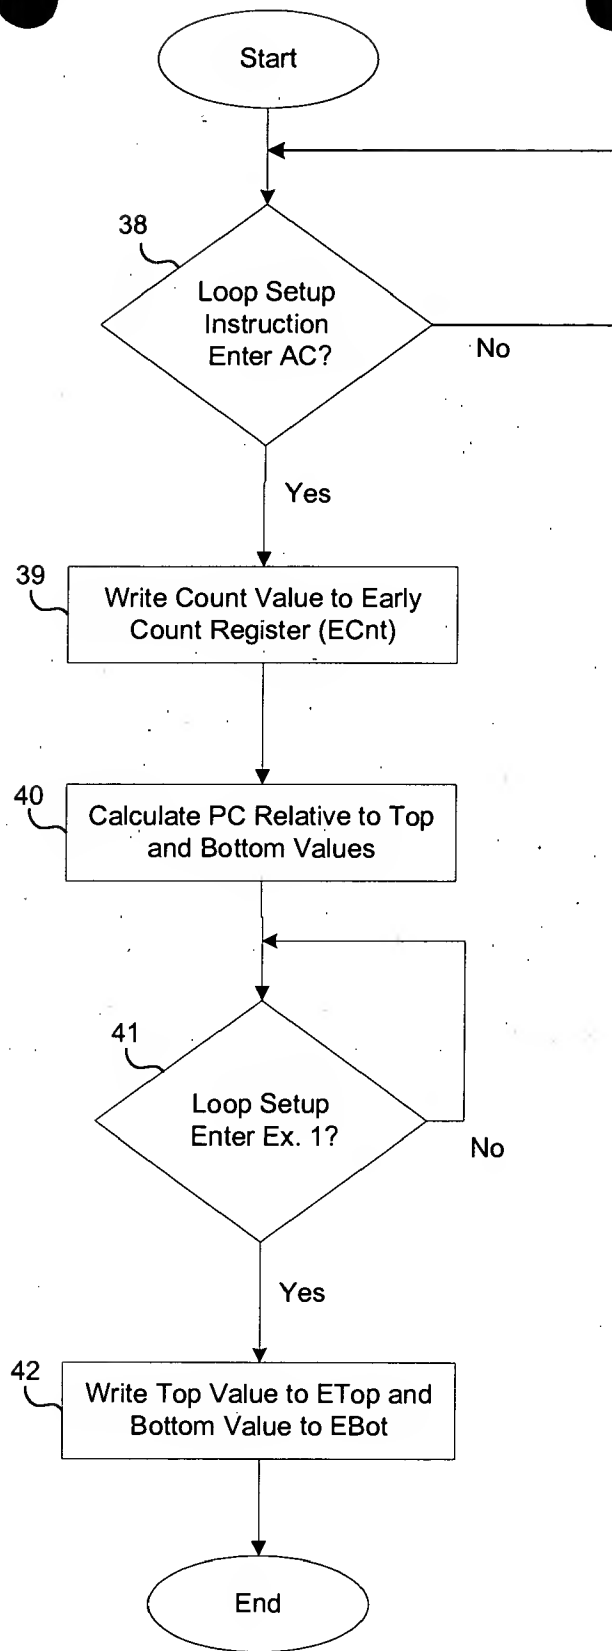 Start
38
Loop Setup
Instruction
Enter AC?
No
Yes
39
Write Count Value to Early
Count Register (ECnt)
40
Calculate PC Relative to Top
and Bottom Values
41
Loop Setup
Enter Ex. 1?
No
Yes
42
Write Top Value to ETop and
Bottom Value to EBot
End